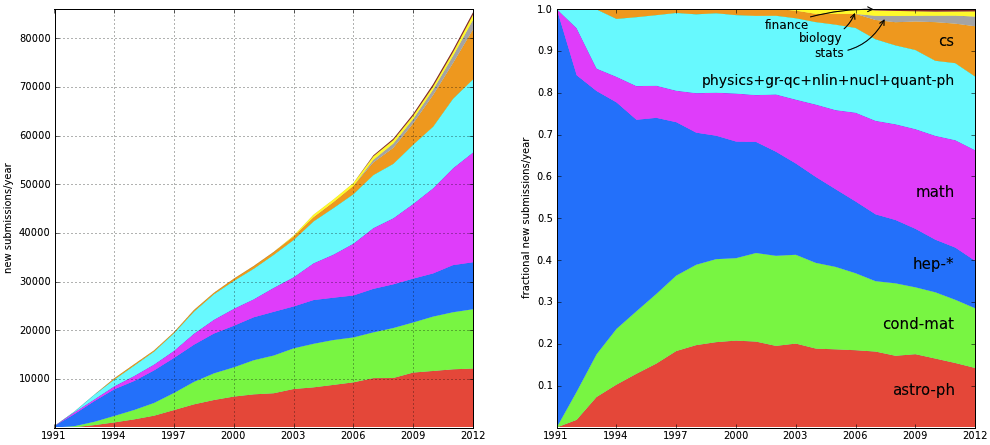 80000
70000
60000
50000
40000
30000
20000
10000
new submissions/year
1991 1994 1997 2000 2003 2006 2009 2012
1.0
0.9
0.8
0.7
0.6
0.5
0.4
0.3
0.2
0.1
fractional new submissions/year
finance
biology
stats
cs
physics+gr-qc+nlin+nucl+quant-ph
math
hep-*
cond-mat
astro-ph
1991 1994 1997 2000 2003 2006 2009 2012